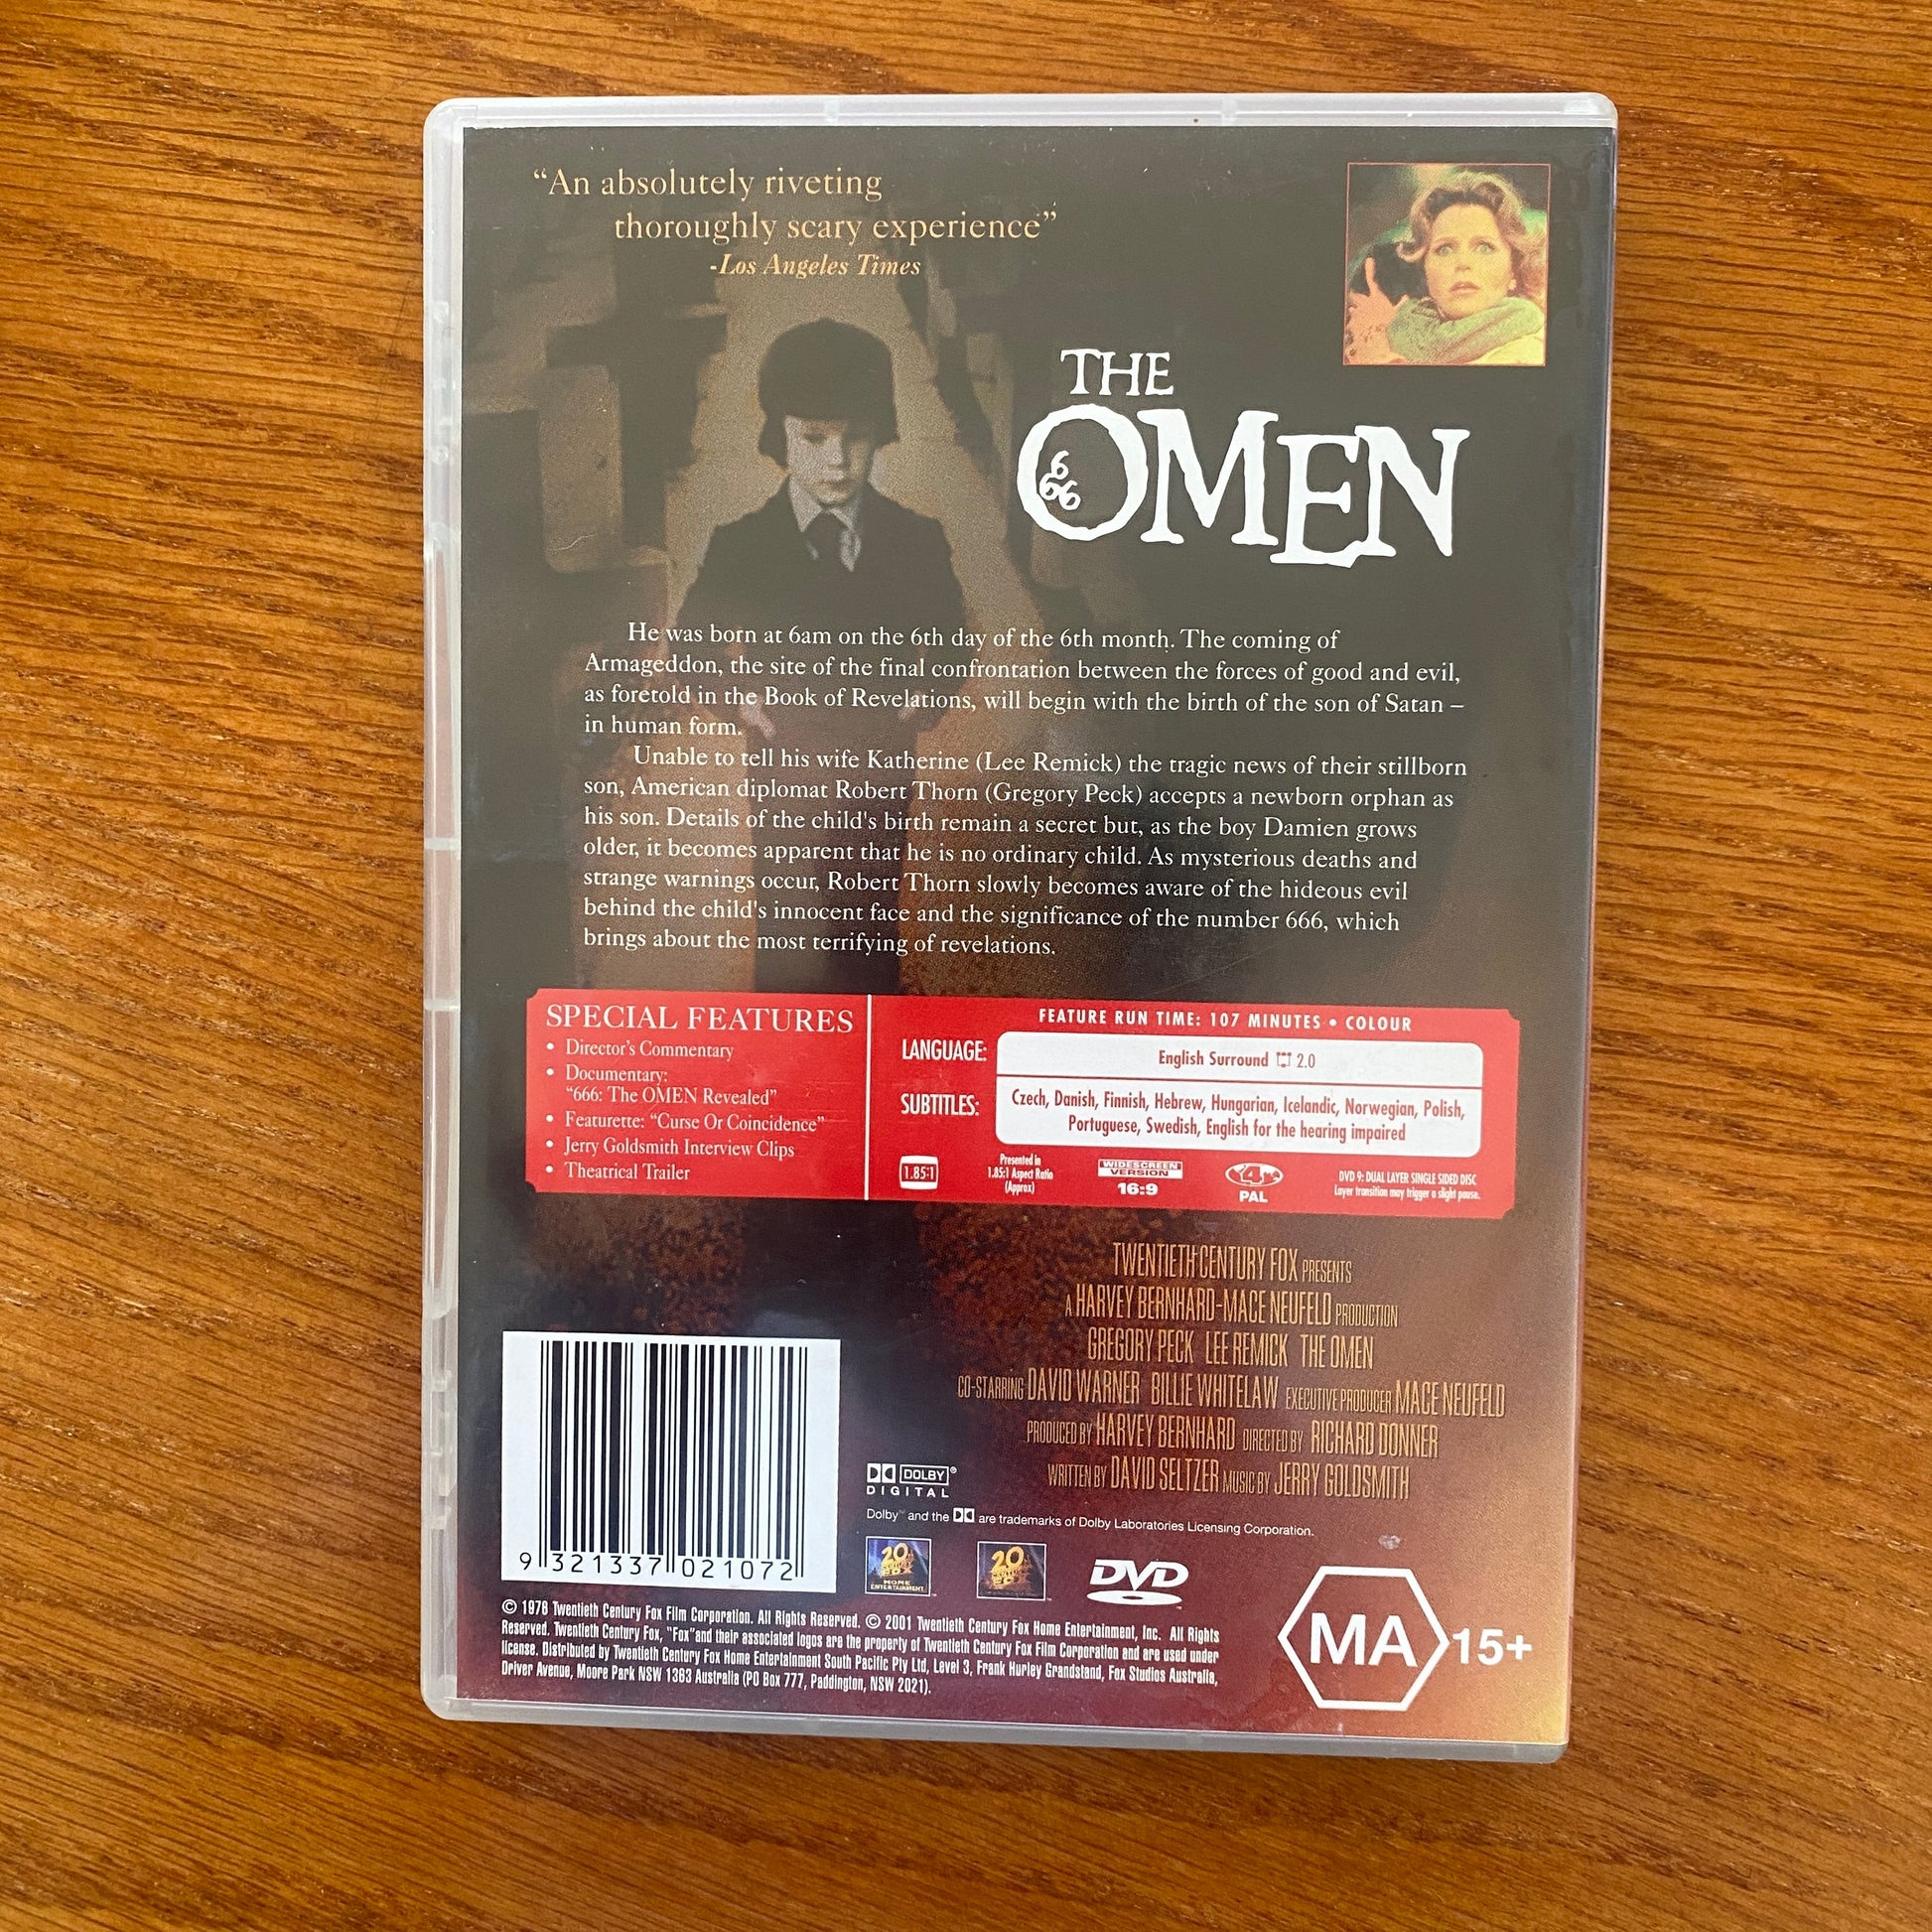 “An absolutely riveting
thoroughly scary experience”
-Los Angeles Times
THE
OMEN
6
66
He was born at 6am on the 6th day of the 6th month. The coming of
Armageddon, the site of the final confrontation between the forces of good and evil,
as foretold in the Book of Revelations, will begin with the birth of the son of Satan –
in human form.
Unable to tell his wife Katherine (Lee Remick) the tragic news of their stillborn
son, American diplomat Robert Thorn (Gregory Peck) accepts a newborn orphan as
his son. Details of the child's birth remain a secret but, as the boy Damien grows
older, it becomes apparent that he is no ordinary child. As mysterious deaths and
strange warnings occur, Robert Thorn slowly becomes aware of the hideous evil
behind the child's innocent face and the significance of the number 666, which
brings about the most terrifying of revelations.
SPECIAL FEATURES
• Director’s Commentary
• Documentary:
“666: The OMEN Revealed”
• Featurette: “Curse Or Coincidence”
• Jerry Goldsmith Interview Clips
• Theatrical Trailer
FEATURE RUN TIME: 107 MINUTES • COLOUR
LANGUAGE:
English Surround 2.0
SUBTITLES:
Czech, Danish, Finnish, Hebrew, Hungarian, Icelandic, Norwegian, Polish,
Portuguese, Swedish, English for the hearing impaired
1.85:1
Presented in
1.85:1 Aspect Ratio
(Approx)
WIDESCREEN
VERSION
16:9
4
PAL
DVD 9: DUAL LAYER SINGLE SIDED DISC
Layer transition may trigger a slight pause.
TWENTIETH CENTURY FOX PRESENTS
A HARVEY BERNHARD-MACE NEUFELD PRODUCTION
GREGORY PECK LEE REMICK THE OMEN
CO-STARRING DAVID WARNER BILLIE WHITELAW EXECUTIVE PRODUCER MACE NEUFELD
PRODUCED BY HARVEY BERNHARD DIRECTED BY RICHARD DONNER
WRITTEN BY DAVID SELTZER MUSIC BY JERRY GOLDSMITH
DOLBY®
DIGITAL
Dolby™ and the are trademarks of Dolby Laboratories Licensing Corporation.
9 321337 021072
20th
CENTURY
FOX
HOME
ENTERTAINMENT
20th
CENTURY
FOX
DVD
© 1976 Twentieth Century Fox Film Corporation. All Rights Reserved. © 2001 Twentieth Century Fox Home Entertainment, Inc. All Rights
Reserved. Twentieth Century Fox, "Fox"and their associated logos are the property of Twentieth Century Fox Film Corporation and are used under
license. Distributed by Twentieth Century Fox Home Entertainment South Pacific Pty Ltd, Level 3, Frank Hurley Grandstand, Fox Studios Australia,
Driver Avenue, Moore Park NSW 1363 Australia (PO Box 777, Paddington, NSW 2021).
MA 15+